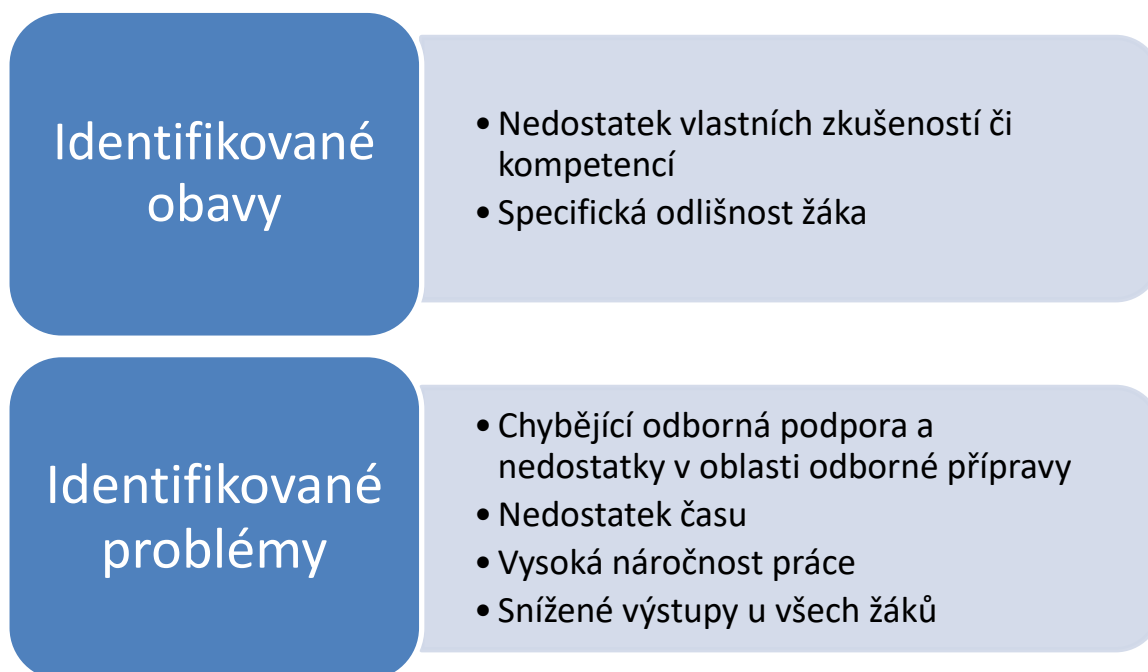 Identifikované
obavy
• Nedostatek vlastních zkušeností či
kompetencí
• Specifická odlišnost žáka
Identifikované
problémy
• Chybějící odborná podpora a
nedostatky v oblasti odborné přípravy
• Nedostatek času
• Vysoká náročnost práce
• Snížené výstupy u všech žáků